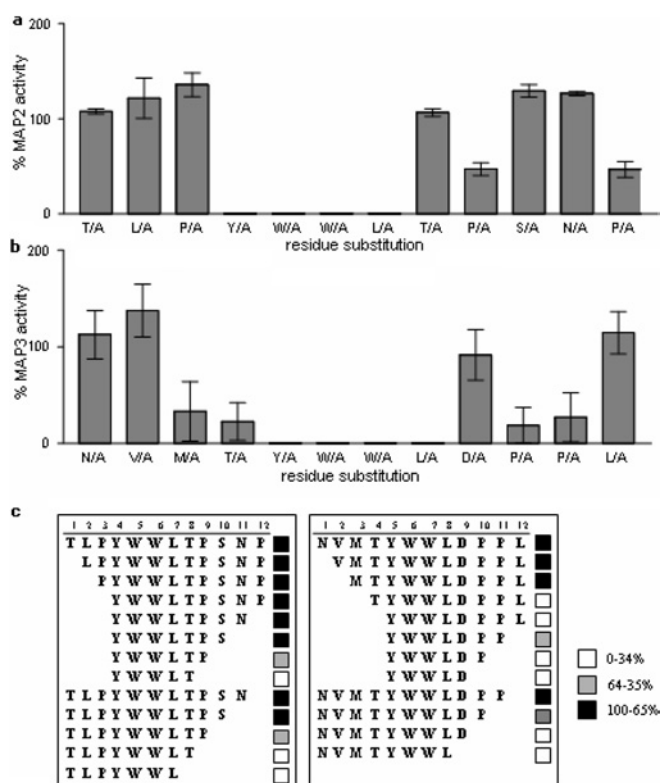 a
% MAP2 activity
200
100
0
T/A L/A P/A Y/A W/A W/A L/A T/A P/A S/A N/A P/A
residue substitution
b
% MAP3 activity
200
100
0
N/A V/A M/A T/A Y/A W/A W/A L/A D/A P/A P/A L/A
residue substitution
c
1 2 3 4 5 6 7 8 9 10 11 12
T L P Y W W L T P S N P
L P Y W W L T P S N P
P Y W W L T P S N P
Y W W L T P S N P
Y W W L T P S N
Y W W L T P S
Y W W L T P
Y W W L T
T L P Y W W L T P S N
T L P Y W W L T P S
T L P Y W W L T P
T L P Y W W L T
T L P Y W W L
1 2 3 4 5 6 7 8 9 10 11 12
N V M T Y W W L D P P L
V M T Y W W L D P P L
M T Y W W L D P P L
T Y W W L D P P L
Y W W L D P P L
Y W W L D P P
Y W W L D P
Y W W L D
N V M T Y W W L D P P
N V M T Y W W L D P
N V M T Y W W L D
N V M T Y W W L
0-34%
64-35%
100-65%